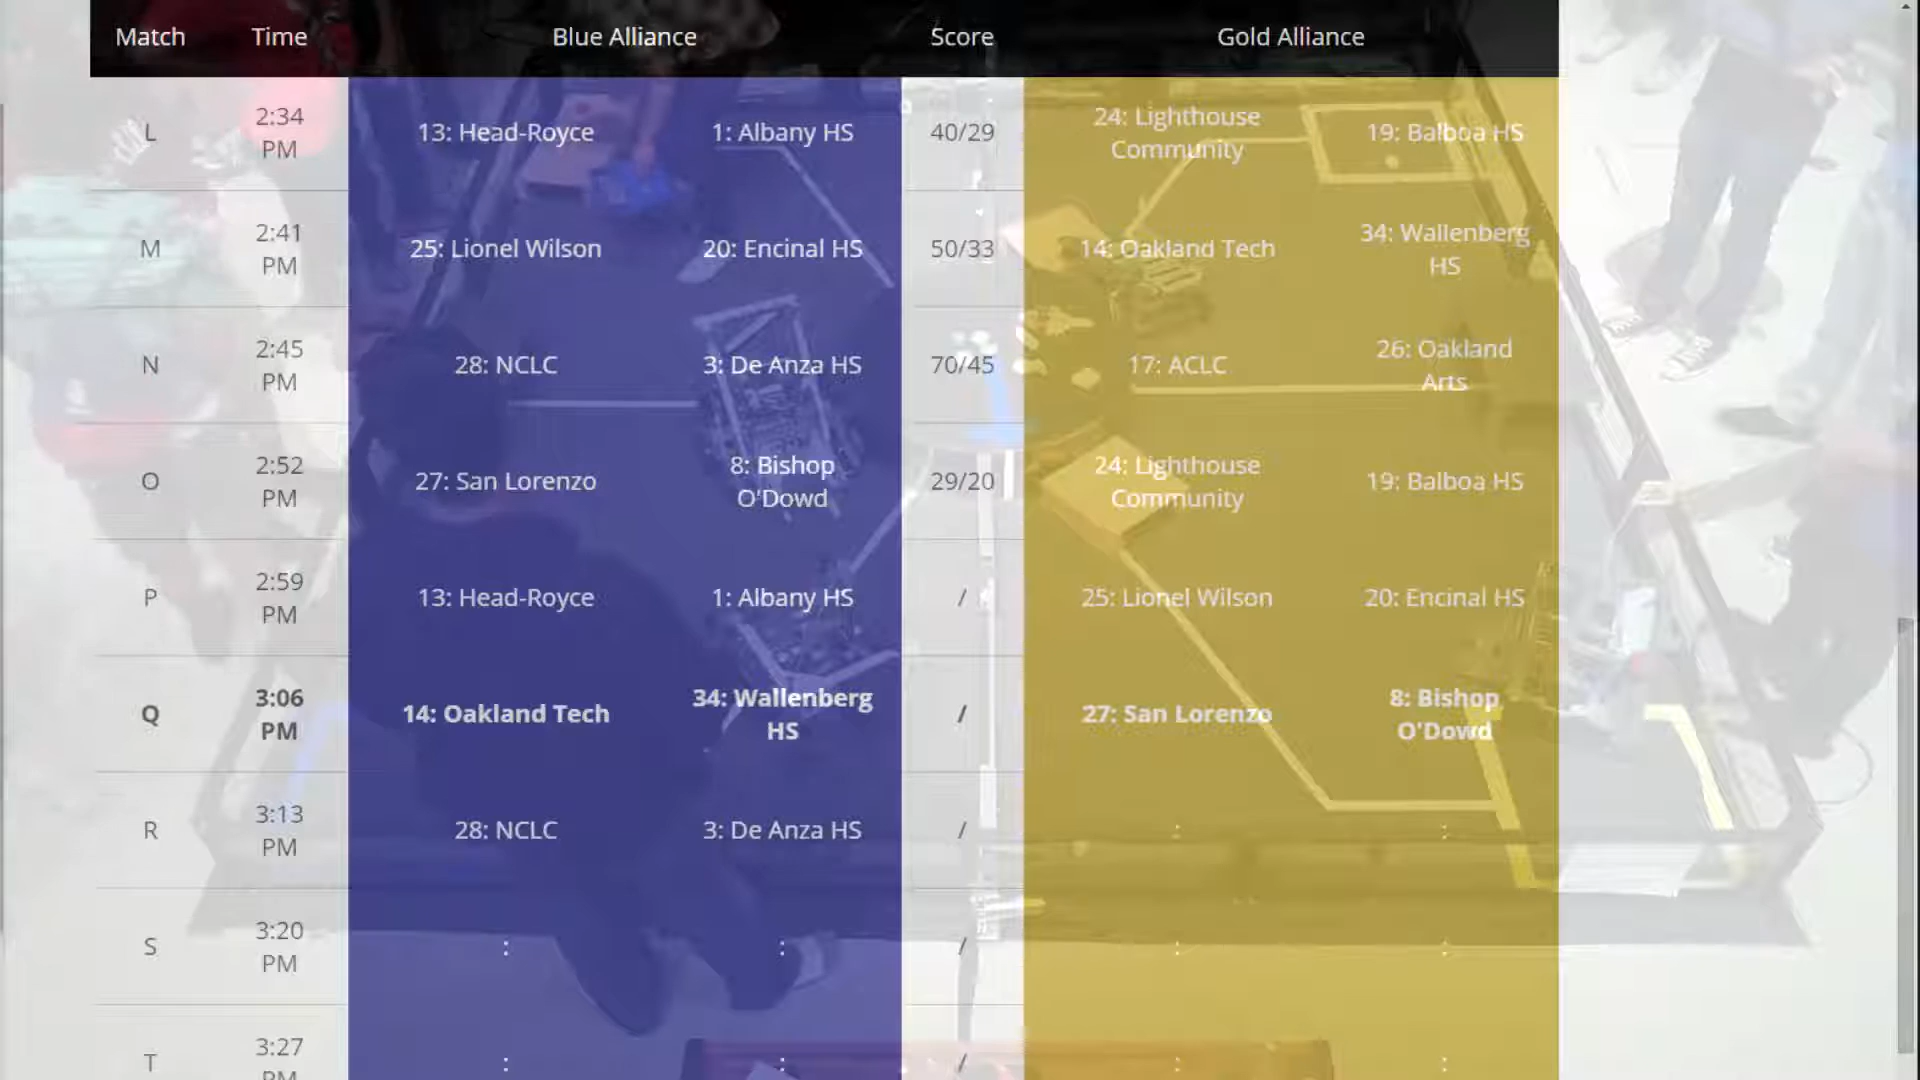 Match Time Blue Alliance Score Gold Alliance
L 2:34 PM 13: Head-Royce 1: Albany HS 40/29 24: Lighthouse Community 19: Balboa HS
M 2:41 PM 25: Lionel Wilson 20: Encinal HS 50/33 14: Oakland Tech 34: Wallenberg HS
N 2:45 PM 28: NCLC 3: De Anza HS 70/45 17: ACLC 26: Oakland Arts
O 2:52 PM 27: San Lorenzo 8: Bishop O'Dowd 29/20 24: Lighthouse Community 19: Balboa HS
P 2:59 PM 13: Head-Royce 1: Albany HS / 25: Lionel Wilson 20: Encinal HS
Q 3:06 PM 14: Oakland Tech 34: Wallenberg HS / 27: San Lorenzo 8: Bishop O'Dowd
R 3:13 PM 28: NCLC 3: De Anza HS / : :
S 3:20 PM : : / : :
T 3:27 PM : : / : :